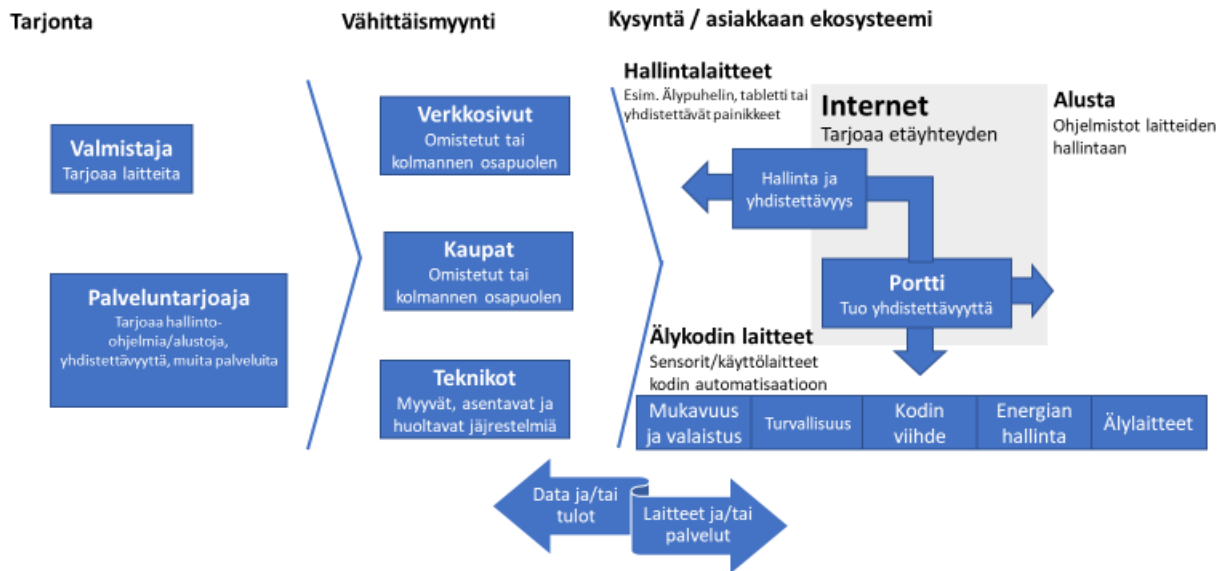 Tarjonta
Vähittäismyynti
Kysyntä / asiakkaan ekosysteemi
Valmistaja
Tarjoaa laitteita
Palveluntarjoaja
Tarjoaa hallinto-
ohjelmia/alustoja,
yhdistettävyyttä, muita palveluita
Verkkosivut
Omistetut tai
kolmannen osapuolen
Kaupat
Omistetut tai
kolmannen osapuolen
Teknikot
Myyvät, asentavat ja
huoltavat jäjrestelmiä
Hallintalaitteet
Esim. Älypuhelin, tabletti tai
yhdistettävät painikkeet
Internet
Tarjoaa etäyhteyden
Alusta
Ohjelmistot laitteiden
hallintaan
Hallinta ja
yhdistettävyys
Portti
Tuo yhdistettävyyttä
Älykodin laitteet
Sensorit/käyttölaitteet
kodin automatisaatioon
Mukavuus
ja valaistus
Turvallisuus
Kodin
viihde
Energian
hallinta
Älylaitteet
Data ja/tai
tulot
Laitteet ja/tai
palvelut